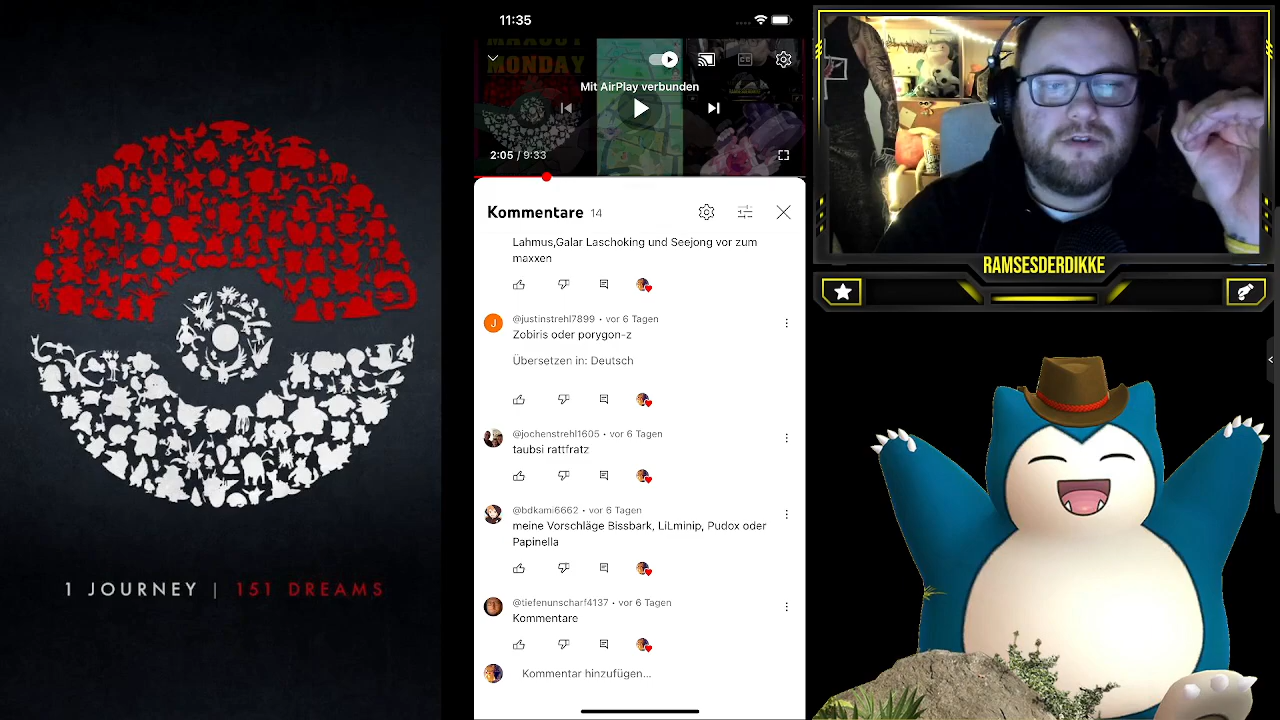 1 JOURNEY | 151 DREAMS
11:35
MAXOUT
MONDAY
CC
Mit AirPlay verbunden
2:05 / 9:33
Kommentare 14
Lahmus,Galar Laschoking und Seejong vor zum
maxxen
J
@justinstrehl7899 • vor 6 Tagen
Zobiris oder porygon-z
Übersetzen in: Deutsch
@jochenstrehl1605 • vor 6 Tagen
taubsi rattfratz
@bdkami6662 • vor 6 Tagen
meine Vorschläge Bissbark, LiLminip, Pudox oder
Papinella
@tiefenunscharf4137 • vor 6 Tagen
Kommentare
Kommentar hinzufügen...
RAMSESDERDIKKE